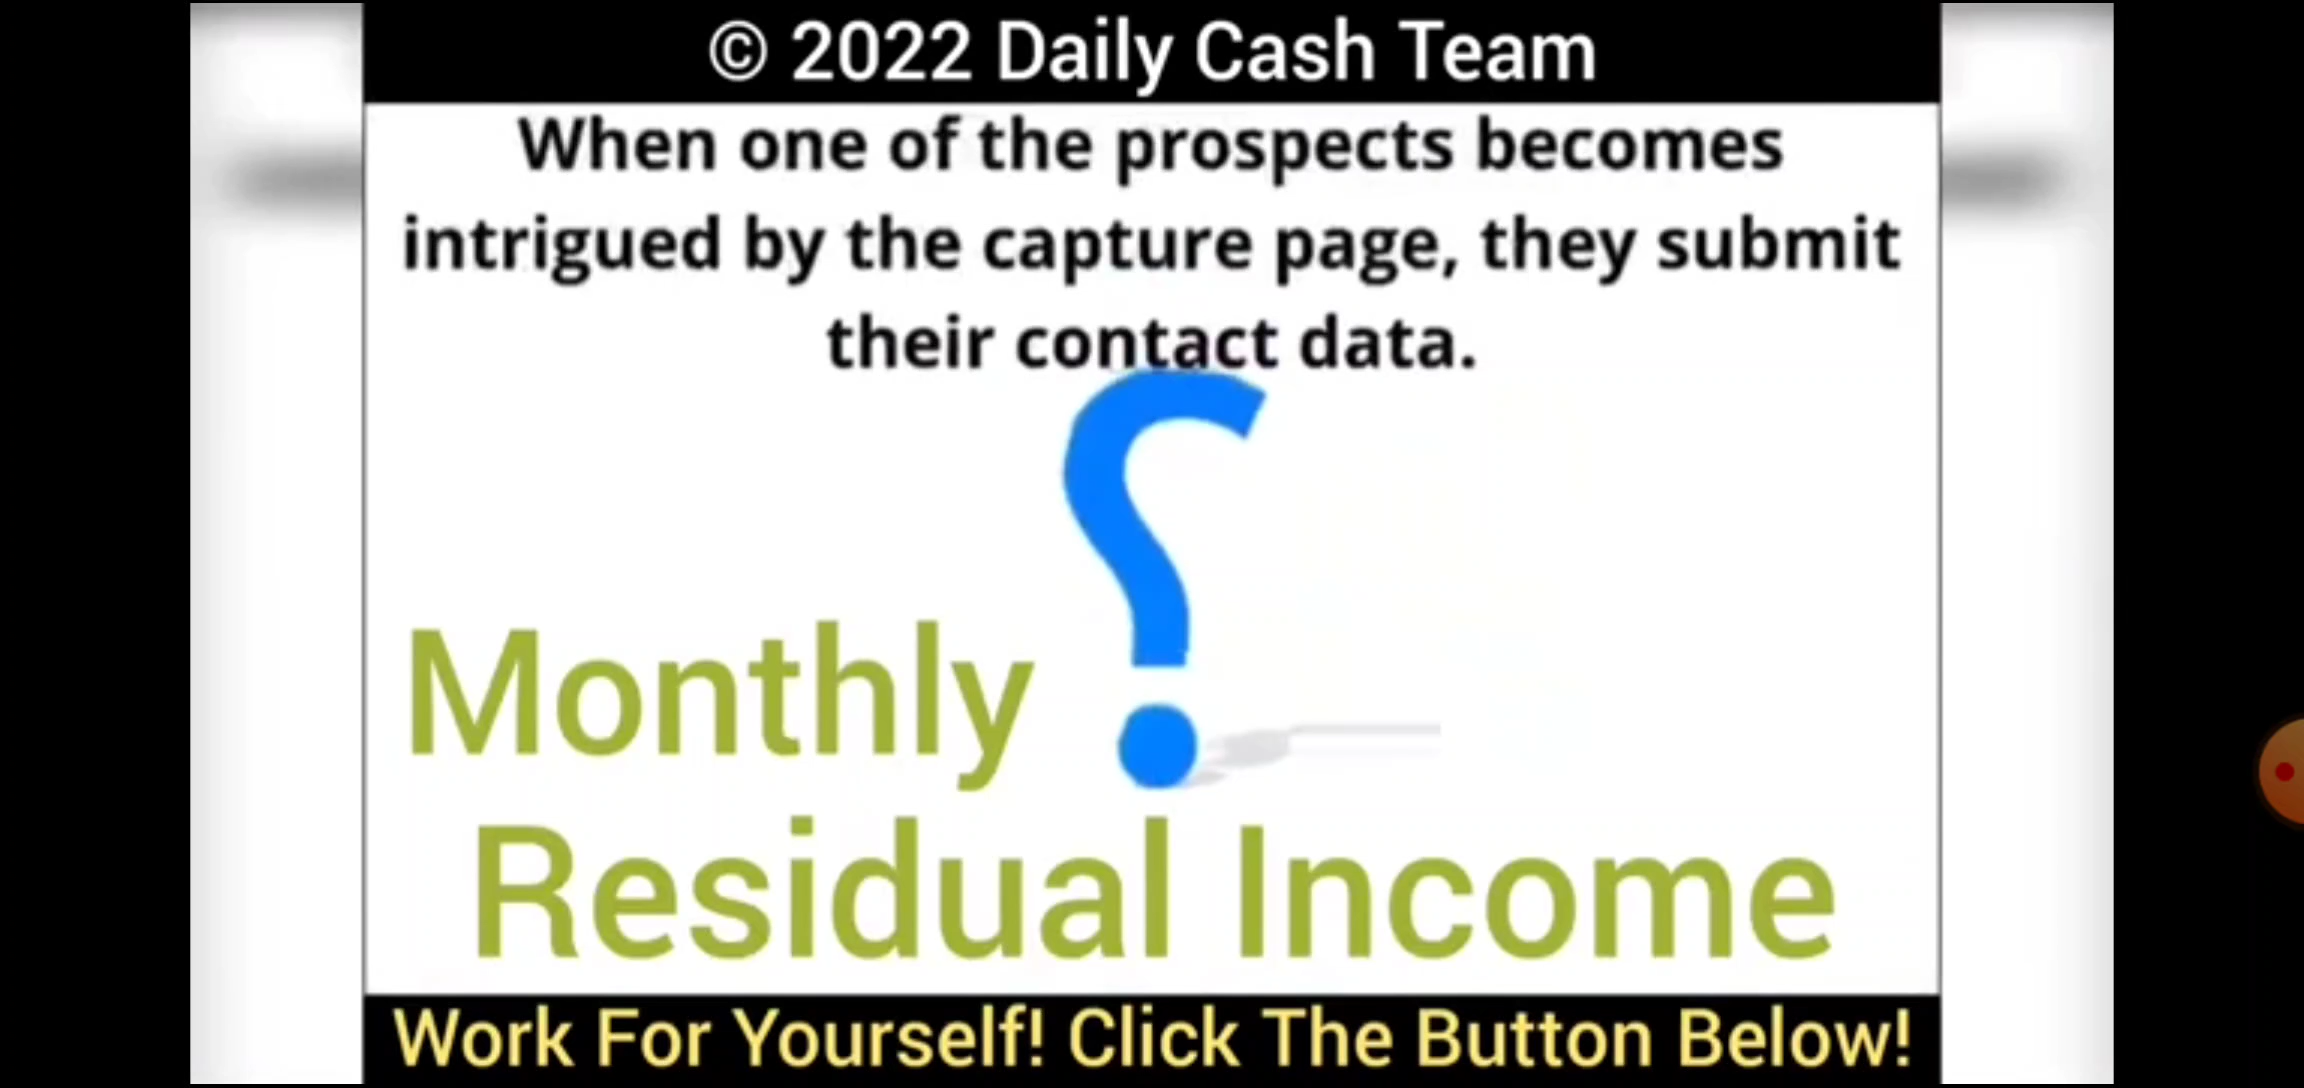 © 2022 Daily Cash Team
When one of the prospects becomes
intrigued by the capture page, they submit
their contact data.
?
Monthly
Residual Income
Work For Yourself! Click The Button Below!